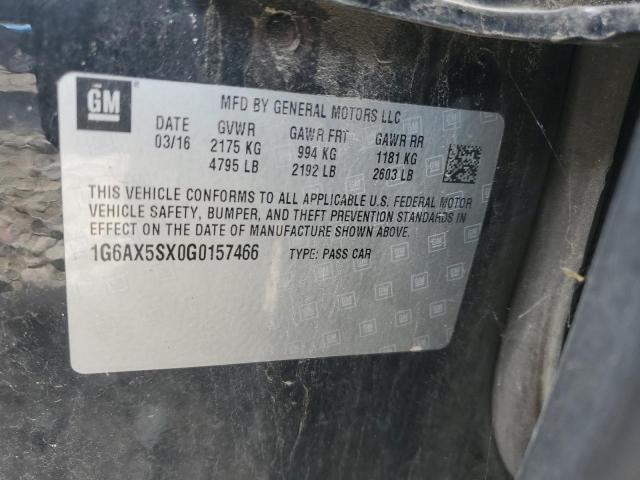 GM
MFD BY GENERAL MOTORS LLC
DATE GVWR GAWR FRT GAWR RR
03/16 2175 KG 994 KG 1181 KG
4795 LB 2192 LB 2603 LB
THIS VEHICLE CONFORMS TO ALL APPLICABLE U.S. FEDERAL MOTOR
VEHICLE SAFETY, BUMPER, AND THEFT PREVENTION STANDARDS IN
EFFECT ON THE DATE OF MANUFACTURE SHOWN ABOVE.
1G6AX5SX0G0157466 TYPE: PASS CAR